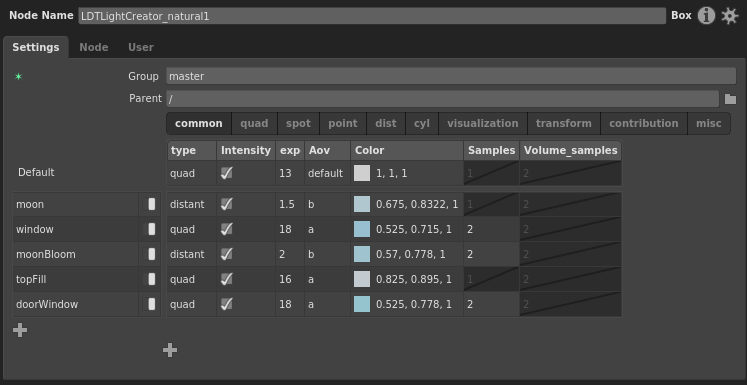 Node Name LDTLightCreator_natural1 Box
Settings Node User
Group master
Parent /
common quad spot point dist cyl visualization transform contribution misc
type Intensity exp Aov Color Samples Volume_samples
Default quad 13 default 1, 1, 1 1 2
moon distant 1.5 b 0.675, 0.8322, 1 1 2
window quad 18 a 0.525, 0.715, 1 2 2
moonBloom distant 2 b 0.57, 0.778, 1 2 2
topFill quad 16 a 0.825, 0.895, 1 1 2
doorWindow quad 18 a 0.525, 0.778, 1 2 2